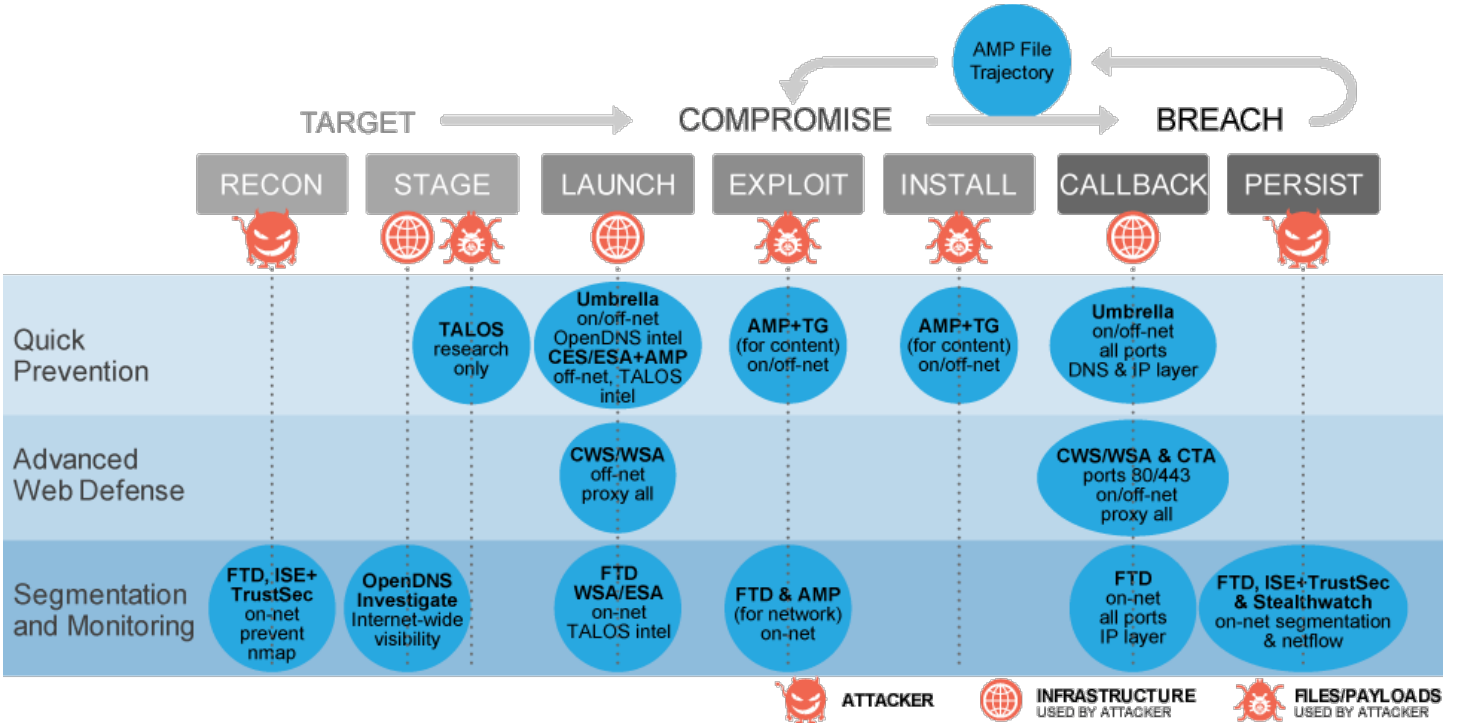 AMP File
Trajectory
TARGET
COMPROMISE
BREACH
RECON
STAGE
LAUNCH
EXPLOIT
INSTALL
CALLBACK
PERSIST
Quick
Prevention
TALOS
research
only
Umbrella
on/off-net
OpenDNS intel
CES/ESA+AMP
off-net, TALOS
intel
AMP+TG
(for content)
on/off-net
AMP+TG
(for content)
on/off-net
Umbrella
on/off-net
all ports
DNS & IP layer
Advanced
Web Defense
CWS/WSA
off-net
proxy all
CWS/WSA & CTA
ports 80/443
on/off-net
proxy all
Segmentation
and Monitoring
FTD, ISE+
TrustSec
on-net
prevent
nmap
OpenDNS
Investigate
Internet-wide
visibility
FTD
WSA/ESA
on-net
TALOS intel
FTD & AMP
(for network)
on-net
FTD
on-net
all ports
IP layer
FTD, ISE+TrustSec
& Stealthwatch
on-net segmentation
& netflow
ATTACKER
INFRASTRUCTURE
USED BY ATTACKER
FILES/PAYLOADS
USED BY ATTACKER